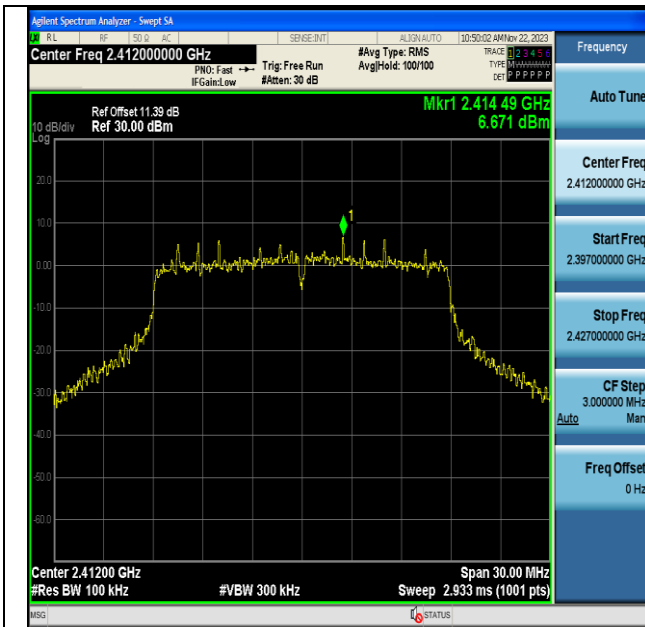 Agilent Spectrum Analyzer - Swept SA
RL RF 50 Ω AC SENSE:INT ALIGN AUTO 10:50:02 AM Nov 22, 2023
Center Freq 2.412000000 GHz
PNO: Fast
IFGain:Low
Trig: Free Run
#Atten: 30 dB
#Avg Type: RMS
Avg|Hold: 100/100
TRACE 1 2 3 4 5 6
TYPE M
DET P P P P P P
Ref Offset 11.39 dB
Ref 30.00 dBm
10 dB/div
Log
Mkr1 2.414 49 GHz
6.671 dBm
1
20.0
10.0
0.00
-10.0
-20.0
-30.0
-40.0
-50.0
-60.0
Center 2.41200 GHz
Span 30.00 MHz
#Res BW 100 kHz
#VBW 300 kHz
Sweep 2.933 ms (1001 pts)
MSG
STATUS
Frequency
Auto Tune
Center Freq
2.412000000 GHz
Start Freq
2.397000000 GHz
Stop Freq
2.427000000 GHz
CF Step
3.000000 MHz
Auto Man
Freq Offset
0 Hz